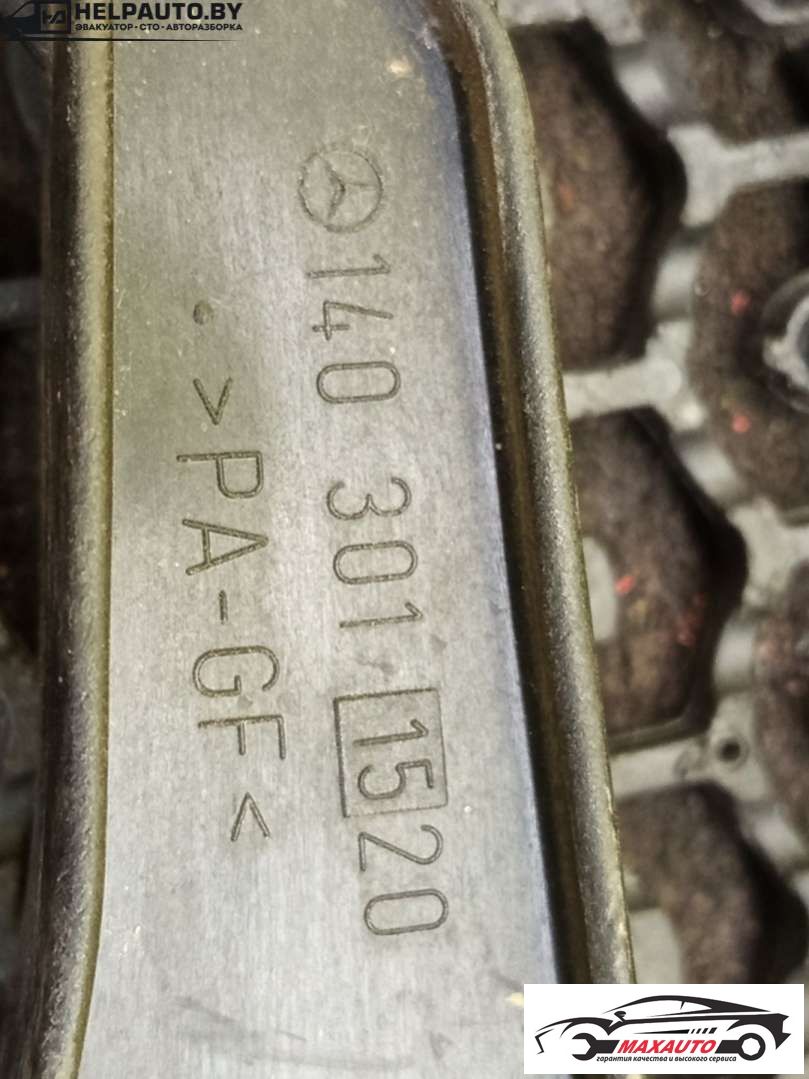 HELPAUTO.BY
ЭВАКУАТОР·СТО·АВТОРАЗБОРКА
140 301 15 20
>PA-GF<
MAXAUTO
гарантия качества и высокого сервиса